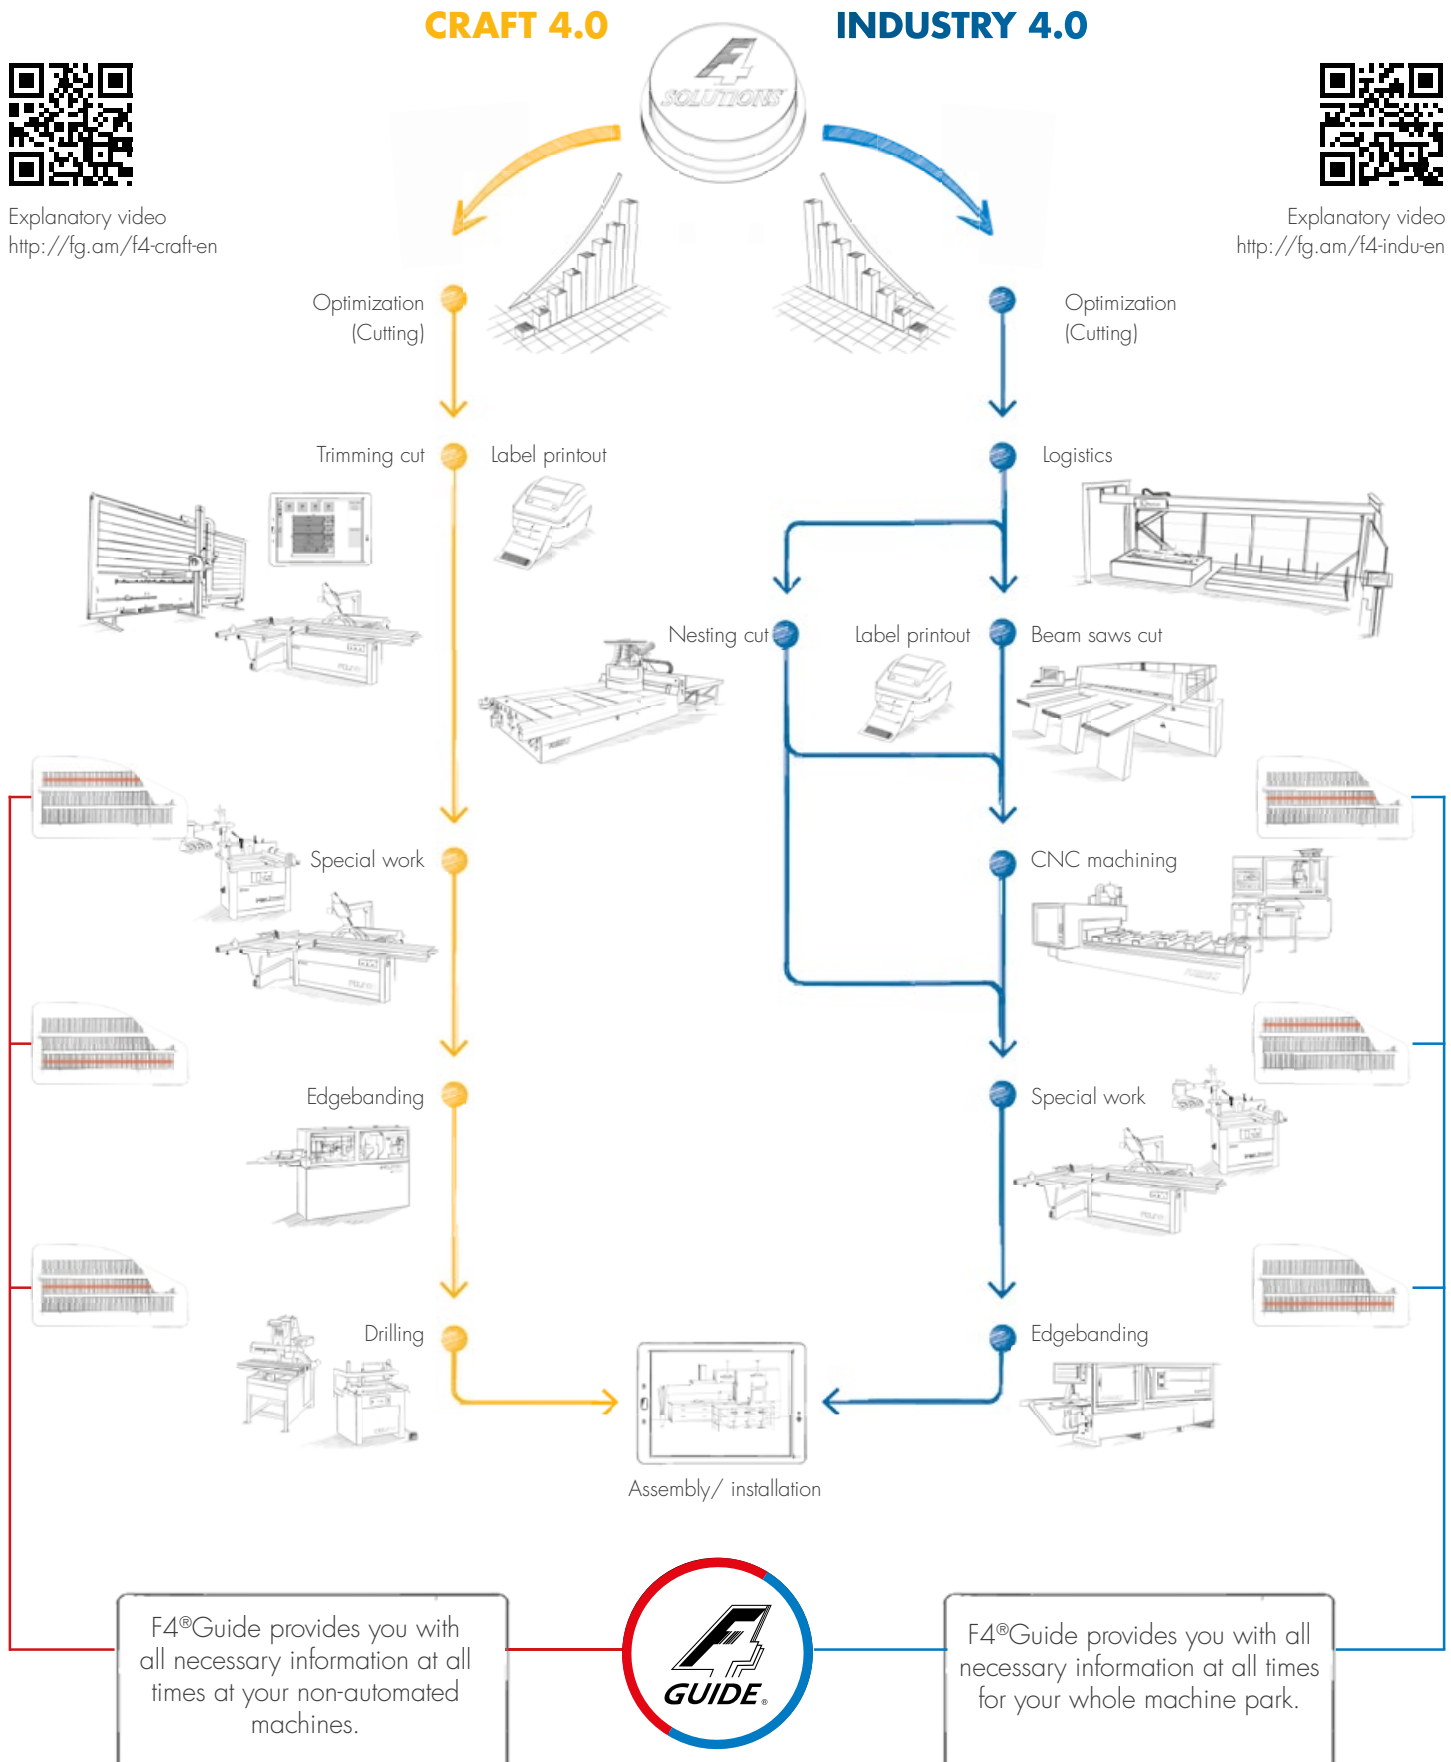 CRAFT 4.0
INDUSTRY 4.0
F4
SOLUTIONS
Explanatory video
http://fg.am/f4-craft-en
Explanatory video
http://fg.am/f4-indu-en
Optimization
(Cutting)
Optimization
(Cutting)
Trimming cut
Label printout
Logistics
Nesting cut
Label printout
Beam saws cut
Special work
CNC machining
Edgebanding
Special work
Drilling
Edgebanding
Assembly/ installation
F4®Guide provides you with
all necessary information at all
times at your non-automated
machines.
F4
GUIDE®
F4®Guide provides you with all
necessary information at all times
for your whole machine park.